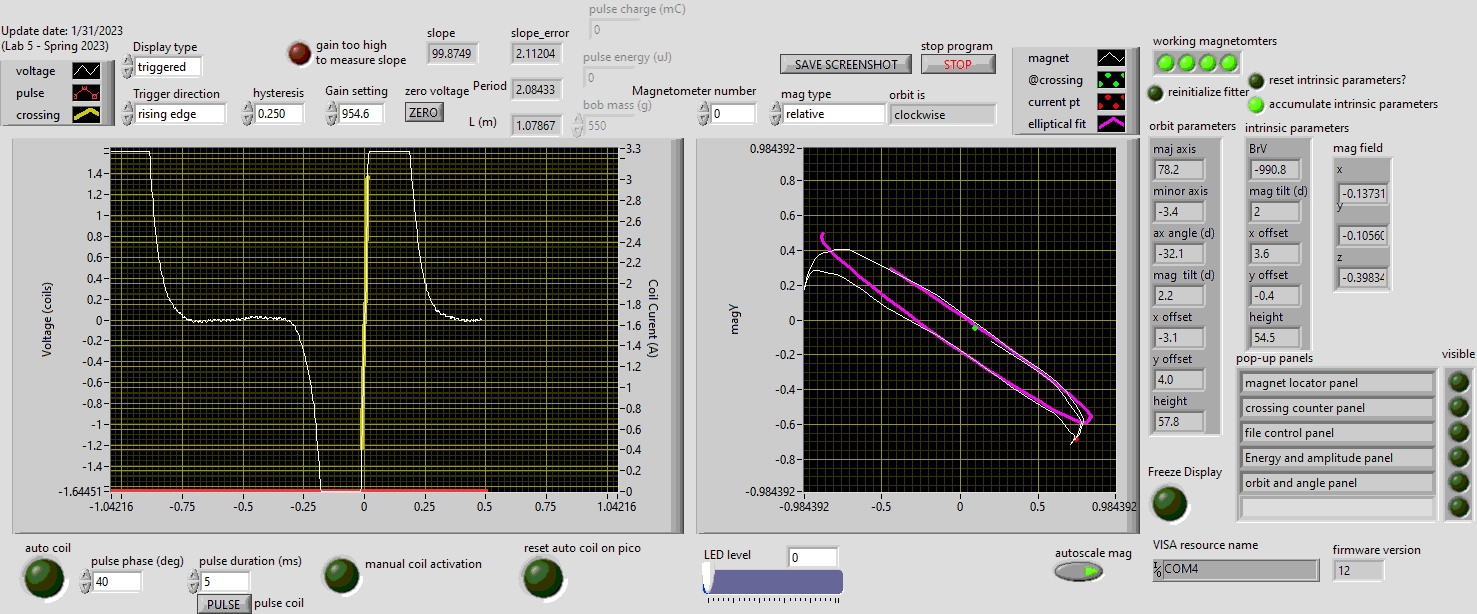 Update date: 1/31/2023
(Lab 5 - Spring 2023)
voltage
pulse
crossing
Display type
triggered
Trigger direction
rising edge
gain too high
to measure slope
hysteresis
0.250
Gain setting
954.6
zero voltage
ZERO
slope
99.8749
slope_error
2.11204
Period
2.08433
L (m)
1.07867
pulse charge (mC)
0
pulse energy (uJ)
0
bob mass (g)
550
Magnetometer number
0
mag type
relative
orbit is
clockwise
SAVE SCREENSHOT
stop program
STOP
magnet
@crossing
current pt
elliptical fit
working magnetomters
reinitialize fitter
reset intrinsic parameters?
accumulate intrinsic parameters
orbit parameters
maj axis
78.2
minor axis
-3.4
ax angle (d)
-32.1
mag tilt (d)
2.2
x offset
-3.1
y offset
4.0
height
57.8
intrinsic parameters
BrV
-990.8
mag tilt (d)
2
x offset
3.6
y offset
-0.4
height
54.5
mag field
x
-0.13731
y
-0.1056
z
-0.39834
Voltage (coils)
1.4
1.2
1
0.8
0.6
0.4
0.2
0
-0.2
-0.4
-0.6
-0.8
-1
-1.2
-1.4
-1.64451
-1.04216
-0.75
-0.5
-0.25
0
0.25
0.5
0.75
1.04216
3.3
3
2.8
2.6
2.4
2.2
2
1.8
1.6
1.4
1.2
1
0.8
0.6
0.4
0.2
0
Coil Current (A)
magy
0.984392
0.8
0.6
0.4
0.2
0
-0.2
-0.4
-0.6
-0.8
-0.984392
-0.984392
-0.5
0
0.5
0.984392
pop-up panels
visible
magnet locator panel
crossing counter panel
file control panel
Energy and amplitude panel
orbit and angle panel
Freeze Display
auto coil
pulse phase (deg)
40
pulse duration (ms)
5
PULSE
pulse coil
manual coil activation
reset auto coil on pico
LED level
0
autoscale mag
VISA resource name
COM4
firmware version
12